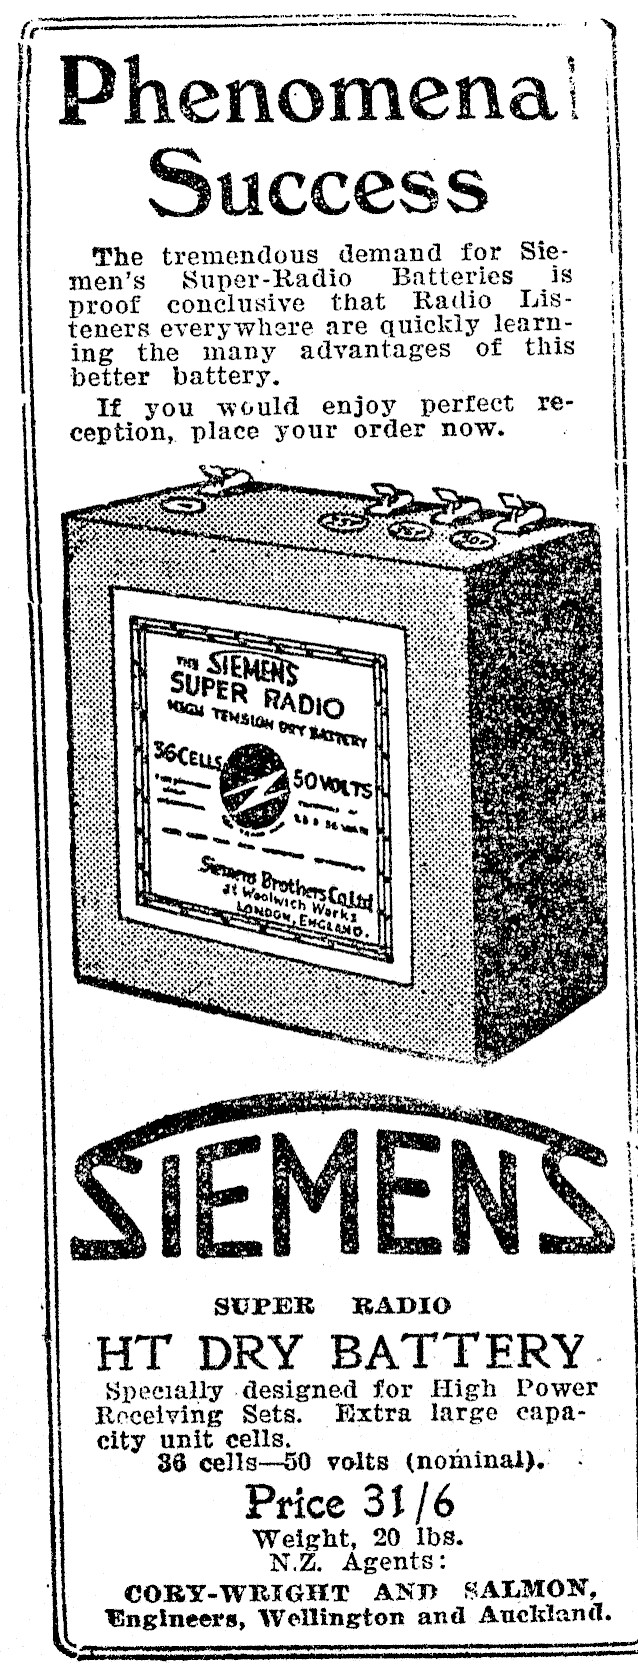 Phenomenal
Success
The tremendous demand for Sie-
men's Super-Radio Batteries is
proof conclusive that Radio Lis-
teners everywhere are quickly learn-
ing the many advantages of this
better battery.
If you would enjoy perfect re-
ception, place your order now.
THE SIEMENS
SUPER RADIO
HIGH TENSION DRY BATTERY
36 CELLS
50 VOLTS
Siemens Brothers Co Ltd
at Woolwich Works
LONDON, ENGLAND.
SIEMENS
SUPER RADIO
HT DRY BATTERY
Specially designed for High Power
Receiving Sets. Extra large capa-
city unit cells.
36 cells—50 volts (nominal).
Price 31/6
Weight, 20 lbs.
N.Z. Agents:
CORY-WRIGHT AND SALMON,
Engineers, Wellington and Auckland.